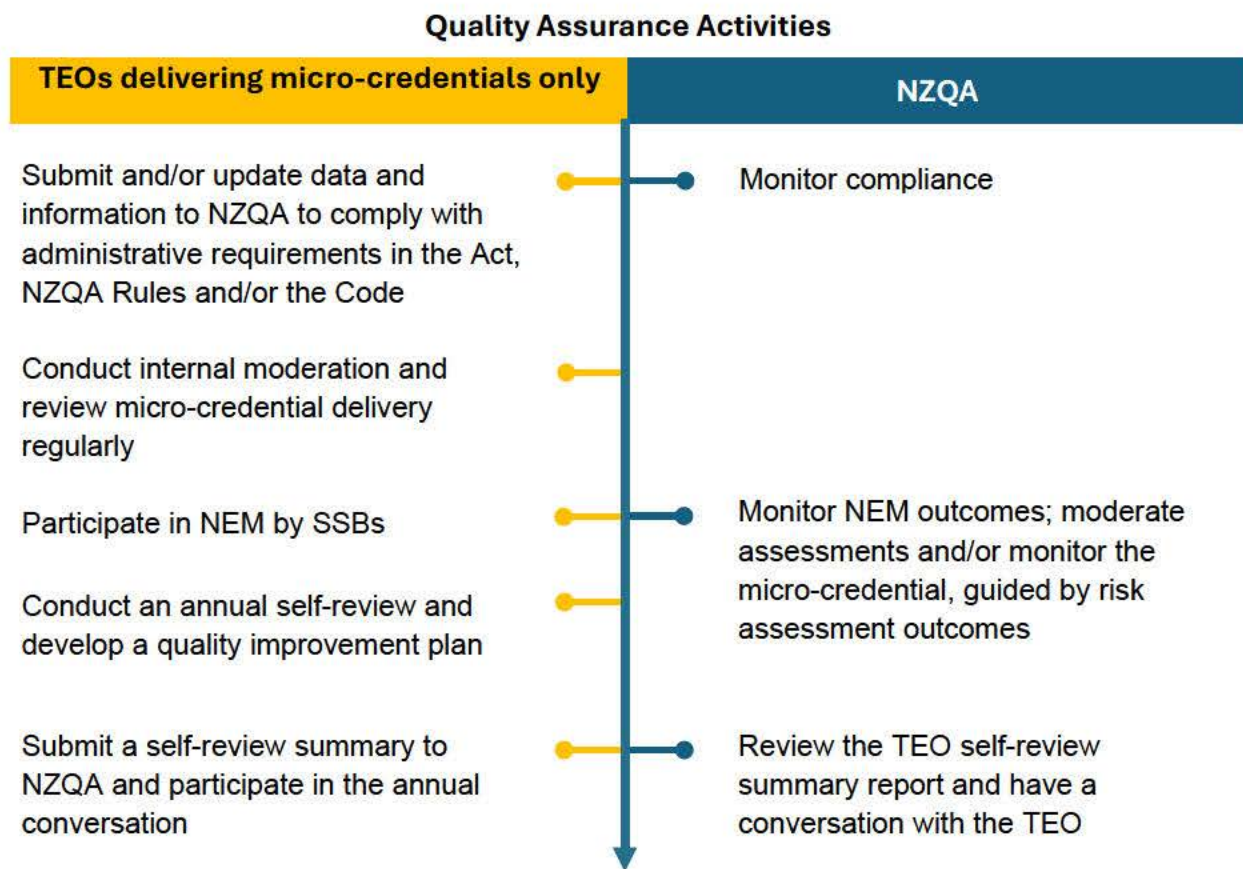 Quality Assurance Activities
TEOs delivering micro-credentials only
NZQA
Submit and/or update data and
information to NZQA to comply with
administrative requirements in the Act,
NZQA Rules and/or the Code
Monitor compliance
Conduct internal moderation and
review micro-credential delivery
regularly
Participate in NEM by SSBs
Monitor NEM outcomes; moderate
assessments and/or monitor the
micro-credential, guided by risk
assessment outcomes
Conduct an annual self-review and
develop a quality improvement plan
Submit a self-review summary to
NZQA and participate in the annual
conversation
Review the TEO self-review
summary report and have a
conversation with the TEO